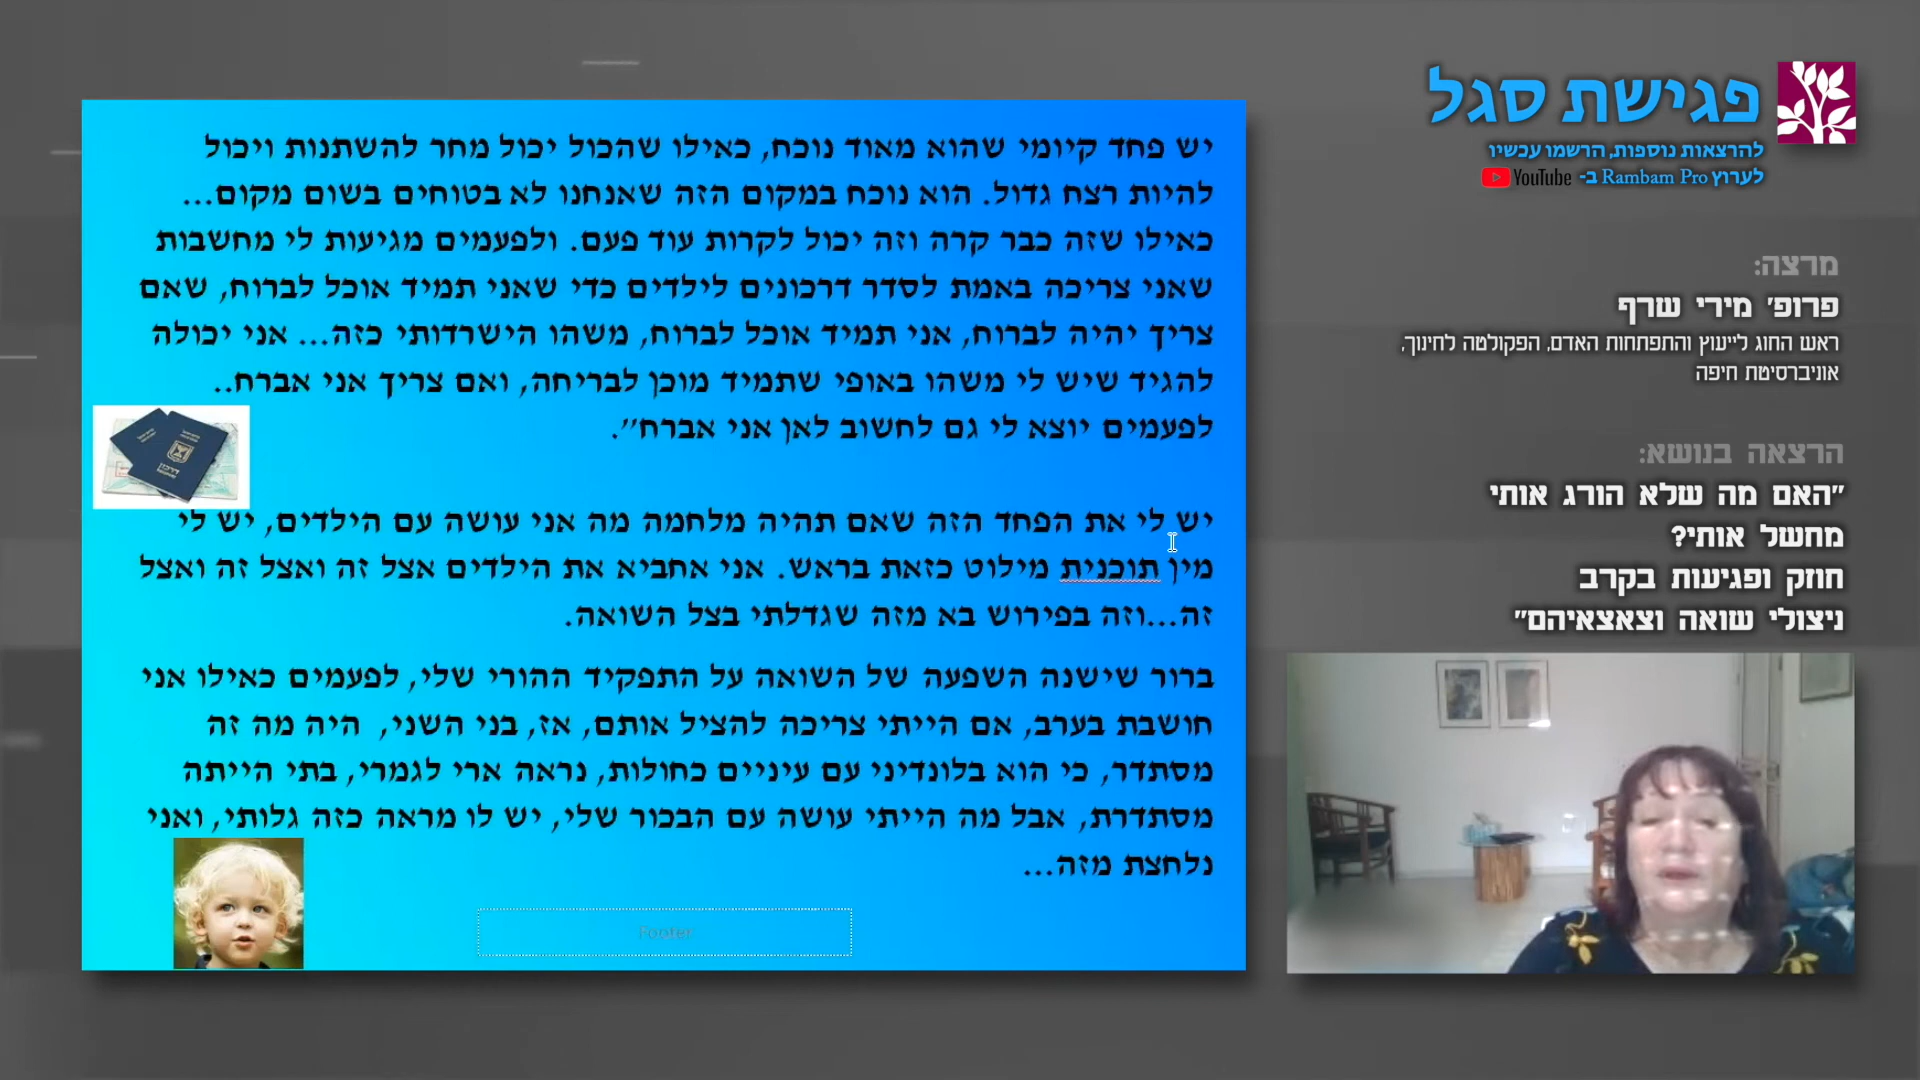 יש פחד קיומי שהוא מאוד נוכח, כאילו שהכול יכול מחר להשתנות ויכול
להיות רצח גדול. הוא נוכח במקום הזה שאנחנו לא בטוחים בשום מקום...
כאילו שזה כבר קרה וזה יכול לקרות עוד פעם. ולפעמים מגיעות לי מחשבות
שאני צריכה באמת לסדר דרכונים לילדים כדי שאני תמיד אוכל לברוח, שאם
צריך יהיה לברוח, אני תמיד אוכל לברוח, משהו הישרדותי כזה... אני יכולה
להגיד שיש לי משהו באופי שתמיד מוכן לבריחה, ואם צריך אני אברח..
לפעמים יוצא לי גם לחשוב לאן אני אברח".
יש לי את הפחד הזה שאם תהיה מלחמה מה אני עושה עם הילדים, יש לי
מין תוכנית מילוט כזאת בראש. אני אחביא את הילדים אצל זה ואצל זה ואצל
זה...וזה בפירוש בא מזה שגדלתי בצל השואה.
ברור שישנה השפעה של השואה על התפקיד ההורי שלי, לפעמים כאילו אני
חושבת בערב, אם הייתי צריכה להציל אותם, אז, בני השני, היה מה זה
מסתדר, כי הוא בלונדיני עם עיניים כחולות, נראה ארי לגמרי, בתי הייתה
מסתדרת, אבל מה הייתי עושה עם הבכור שלי, יש לו מראה כזה גלותי, ואני
נלחצת מזה...
Footer
דרכון
פגישת סגל
להרצאות נוספות, הרשמו עכשיו
לערוץ Rambam Pro ב- YouTube
מרצה:
פרופ' מירי שרף
ראש החוג לייעוץ והתפתחות האדם, הפקולטה לחינוך,
אוניברסיטת חיפה
הרצאה בנושא:
"האם מה שלא הורג אותי
מחשל אותי?
חוזק ופגיעות בקרב
ניצולי שואה וצאצאיהם"